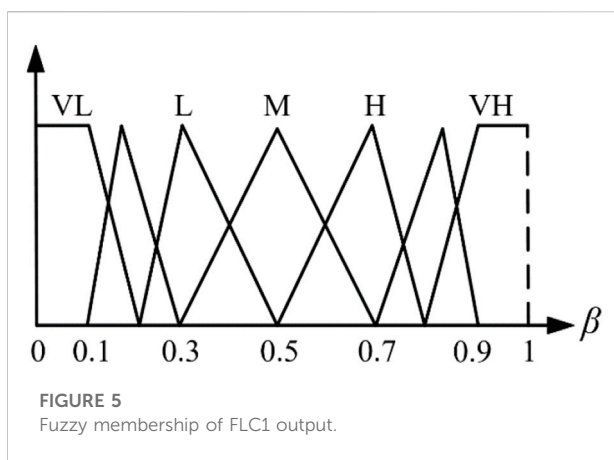 VL L M H VH
β
0 0.1 0.3 0.5 0.7 0.9 1
FIGURE 5
Fuzzy membership of FLC1 output.